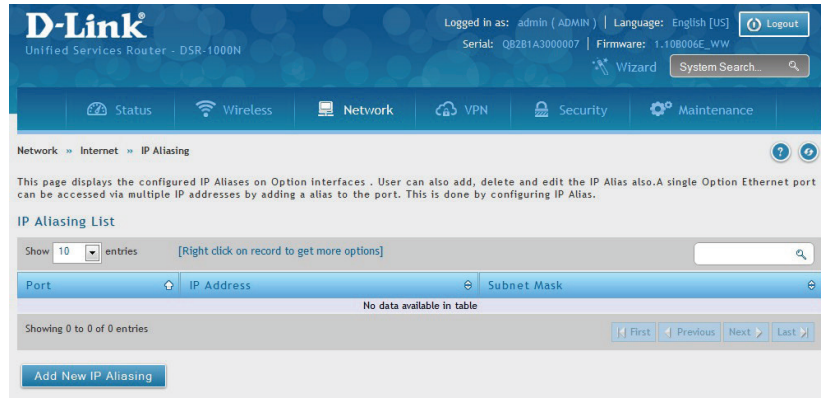 D-Link®
Unified Services Router - DSR-1000N
Logged in as: admin ( ADMIN ) | Language: English [US]
Logout
Serial: QB2B1A3000007 | Firmware: 1.10B006E_WW
Wizard
System Search...
Status
Wireless
Network
VPN
Security
Maintenance
Network » Internet » IP Aliasing
This page displays the configured IP Aliases on Option interfaces . User can also add, delete and edit the IP Alias also.A single Option Ethernet port
can be accessed via multiple IP addresses by adding a alias to the port. This is done by configuring IP Alias.
IP Aliasing List
Show 10 entries [Right click on record to get more options]
Port IP Address Subnet Mask
No data available in table
Showing 0 to 0 of 0 entries
First Previous Next Last
Add New IP Aliasing